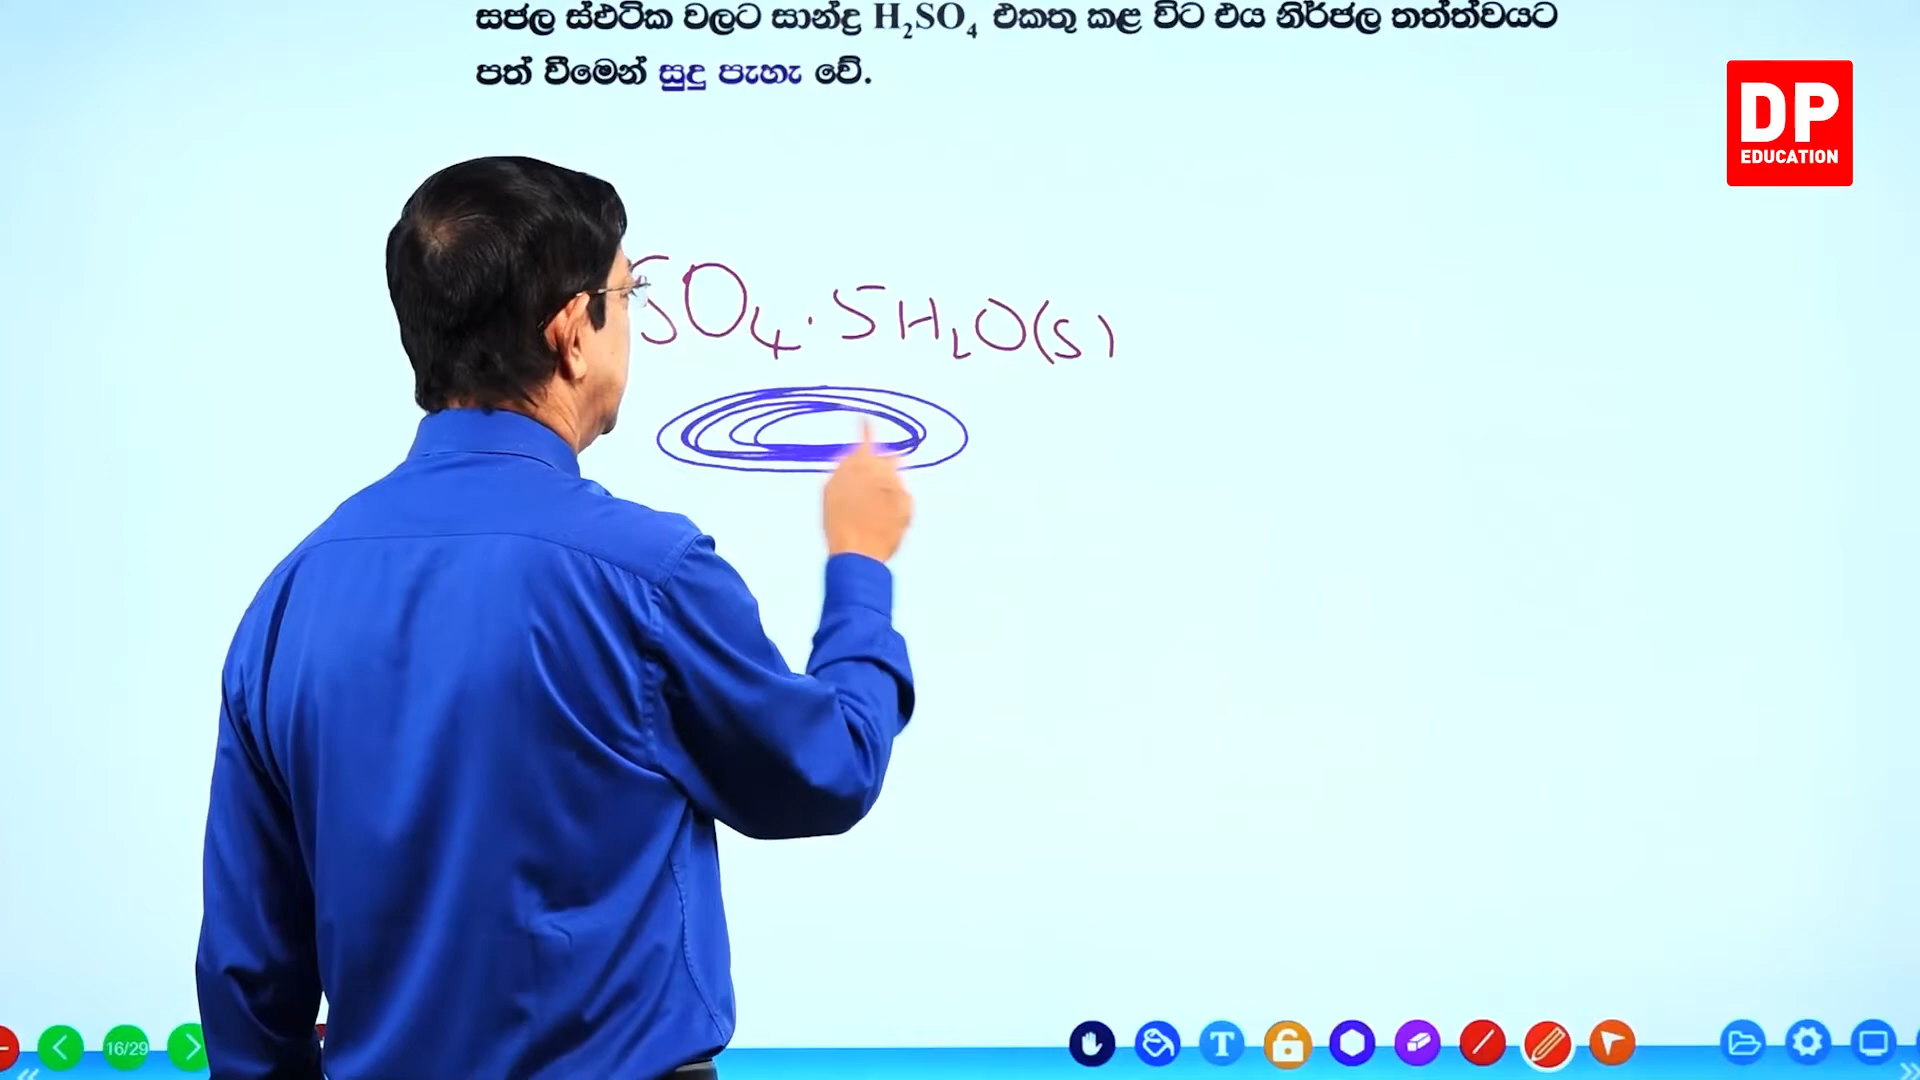 සජල ස්ඵටික වලට සාන්ද්‍ර H₂SO₄ එකතු කළ විට එය නිර්ජල තත්ත්වයට
පත් වීමෙන් සුදු පැහැ වේ.
DP
EDUCATION
SO₄·5H₂O(s)
16/29
T